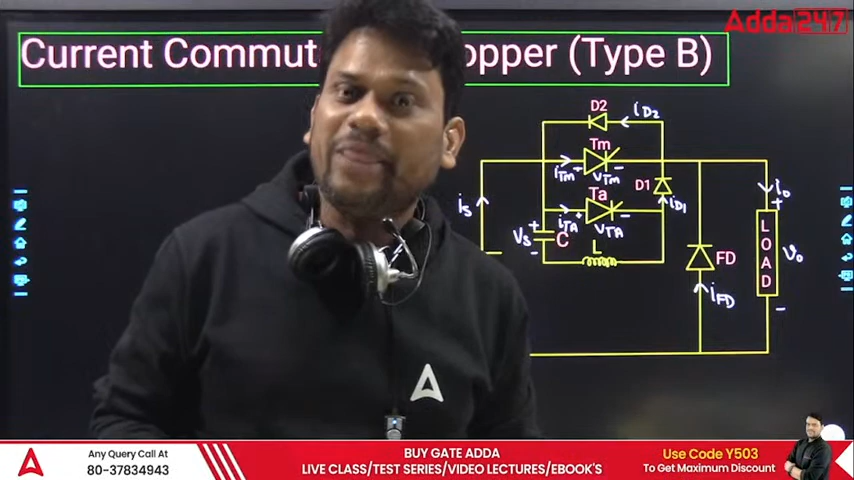 Adda247
Current Commut opper (Type B)
D2
iD2
Tm
iTm + VTm -
D1
iD1
Ta
iTA + VTA -
is
Vs + -
C
L
FD
iFD
io
+
LOAD
vo
-
Any Query Call At
80-37834943
BUY GATE ADDA
LIVE CLASS/TEST SERIES/VIDEO LECTURES/EBOOK'S
Use Code Y503
To Get Maximum Discount